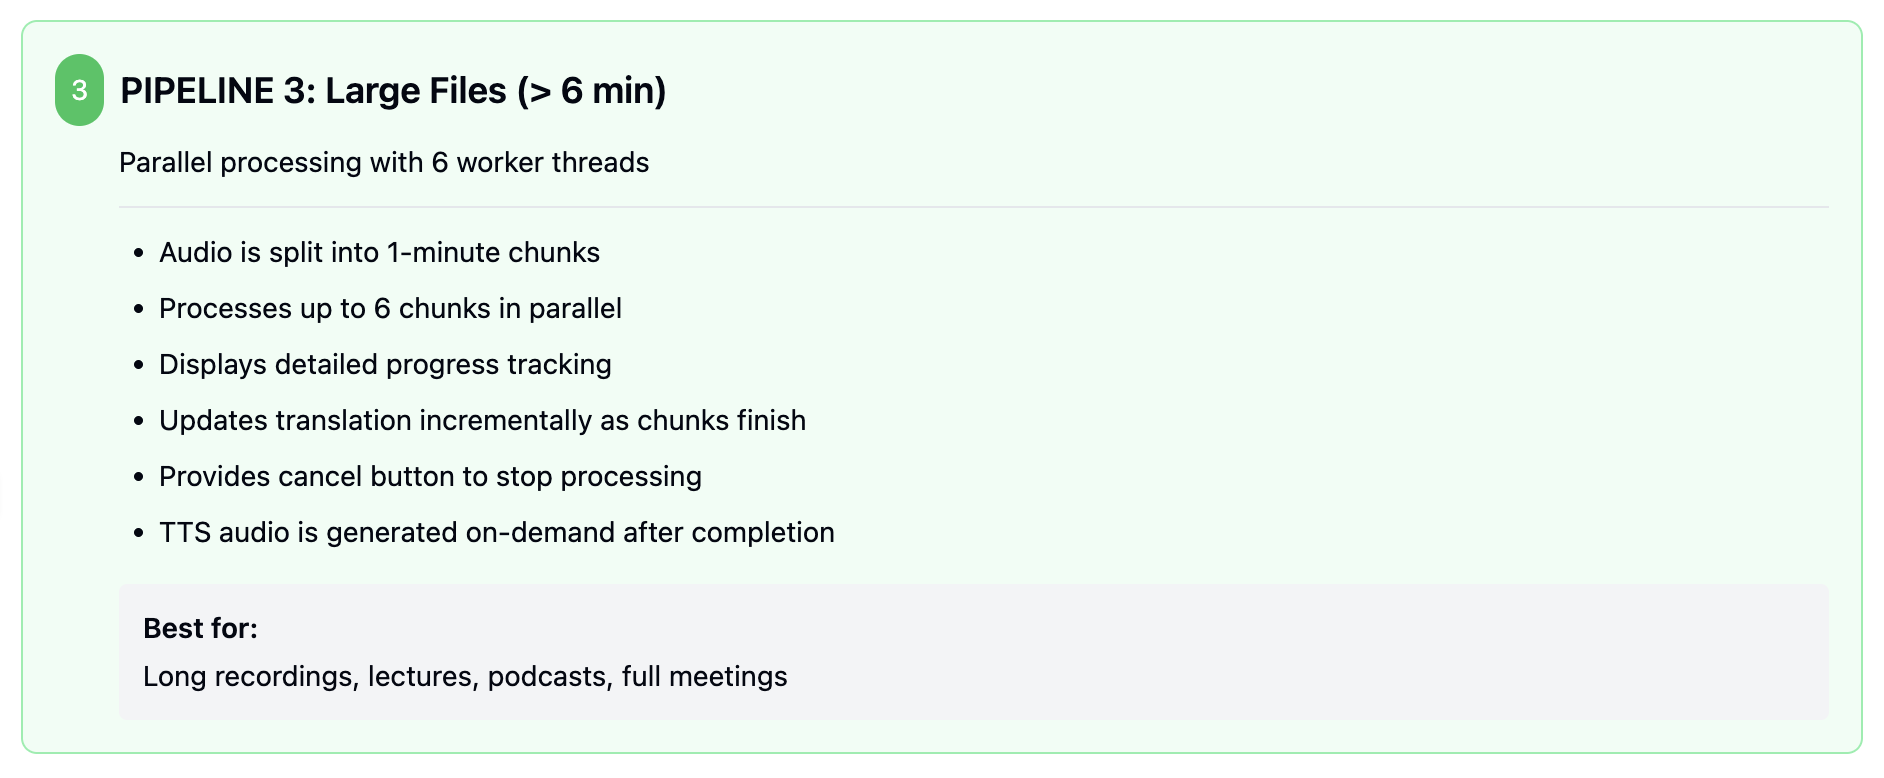 3
PIPELINE 3: Large Files (> 6 min)
Parallel processing with 6 worker threads
• Audio is split into 1-minute chunks
• Processes up to 6 chunks in parallel
• Displays detailed progress tracking
• Updates translation incrementally as chunks finish
• Provides cancel button to stop processing
• TTS audio is generated on-demand after completion
Best for:
Long recordings, lectures, podcasts, full meetings